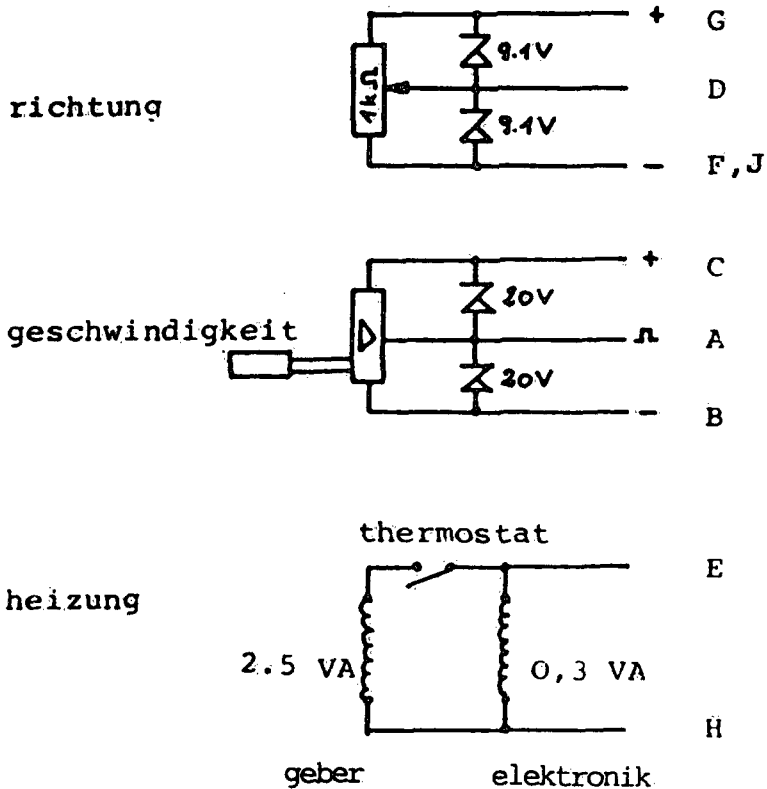 + G
9.1V
richtung 1kΩ D
9.1V
− F,J
+ C
20V
geschwindigkeit A
20V
− B
thermostat
E
heizung
2.5 VA 0,3 VA
H
geber elektronik